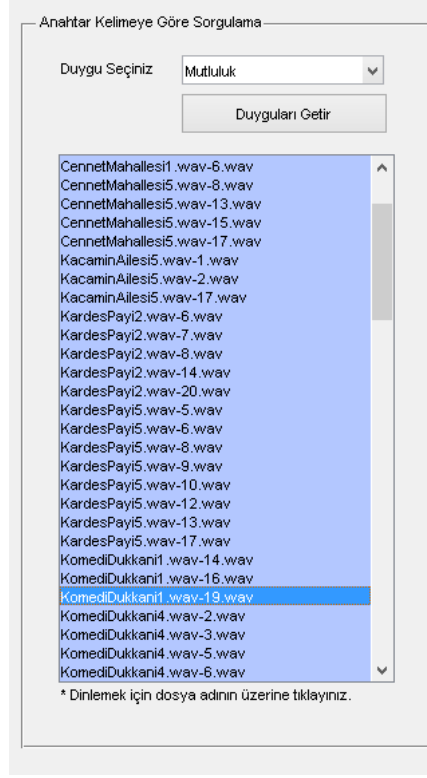 Anahtar Kelimeye Göre Sorgulama
Duygu Seçiniz
Mutluluk
Duyguları Getir
CennetMahallesi1.wav-6.wav
CennetMahallesi5.wav-8.wav
CennetMahallesi5.wav-13.wav
CennetMahallesi5.wav-15.wav
CennetMahallesi5.wav-17.wav
KacaminAilesi5.wav-1.wav
KacaminAilesi5.wav-2.wav
KacaminAilesi5.wav-17.wav
KardesPayi2.wav-6.wav
KardesPayi2.wav-7.wav
KardesPayi2.wav-8.wav
KardesPayi2.wav-14.wav
KardesPayi2.wav-20.wav
KardesPayi5.wav-5.wav
KardesPayi5.wav-6.wav
KardesPayi5.wav-8.wav
KardesPayi5.wav-9.wav
KardesPayi5.wav-10.wav
KardesPayi5.wav-12.wav
KardesPayi5.wav-13.wav
KardesPayi5.wav-17.wav
KomediDukkani1.wav-14.wav
KomediDukkani1.wav-16.wav
KomediDukkani1.wav-19.wav
KomediDukkani4.wav-2.wav
KomediDukkani4.wav-3.wav
KomediDukkani4.wav-5.wav
KomediDukkani4.wav-6.wav
* Dinlemek için dosya adının üzerine tıklayınız.